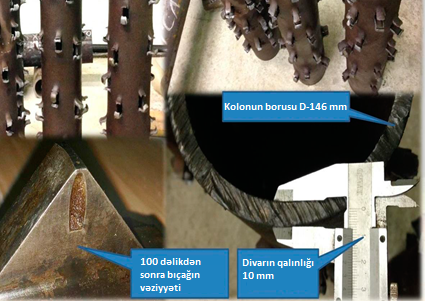 Kolonun borusu D-146 mm
100 dəlikdən
sonra bıçağın
vəziyyəti
Divarın qalınlığı
10 mm